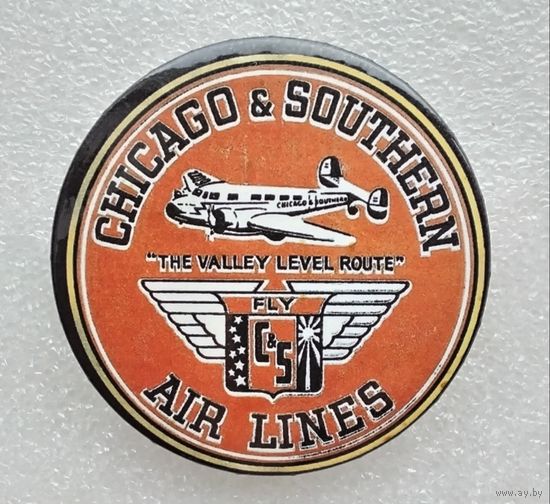 CHICAGO & SOUTHERN
CHICAGO & SOUTHERN
"THE VALLEY LEVEL ROUTE"
FLY
C&S
AIR LINES
www.ay.by